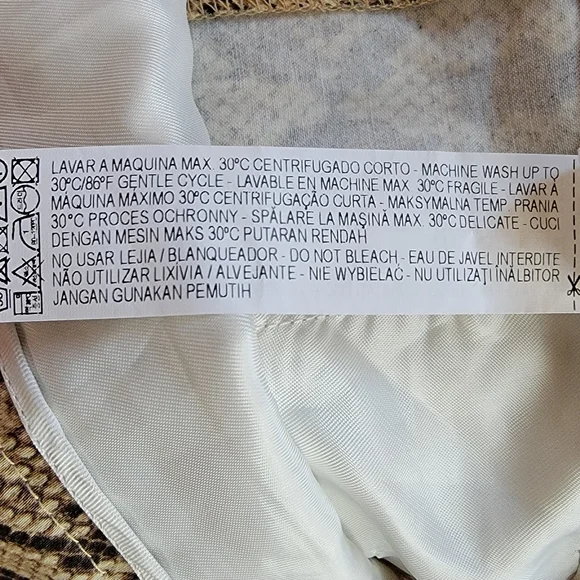 LAVAR A MAQUINA MAX. 30°C CENTRIFUGADO CORTO - MACHINE WASH UP TO
30°C/86°F GENTLE CYCLE - LAVABLE EN MACHINE MAX. 30°C FRAGILE - LAVAR À
MÁQUINA MÁXIMO 30°C CENTRIFUGAÇÃO CURTA - MAKSYMALNA TEMP. PRANIA
30°C PROCES OCHRONNY - SPĂLARE LA MAŞINĂ MAX. 30°C DELICATE - CUCI
DENGAN MESIN MAKS 30°C PUTARAN RENDAH
NO USAR LEJIA / BLANQUEADOR - DO NOT BLEACH - EAU DE JAVEL INTERDITE
NÃO UTILIZAR LIXÍVIA / ALVEJANTE - NIE WYBIELAĆ - NU UTILIZAŢI ÎNĂLBITOR
JANGAN GUNAKAN PEMUTIH